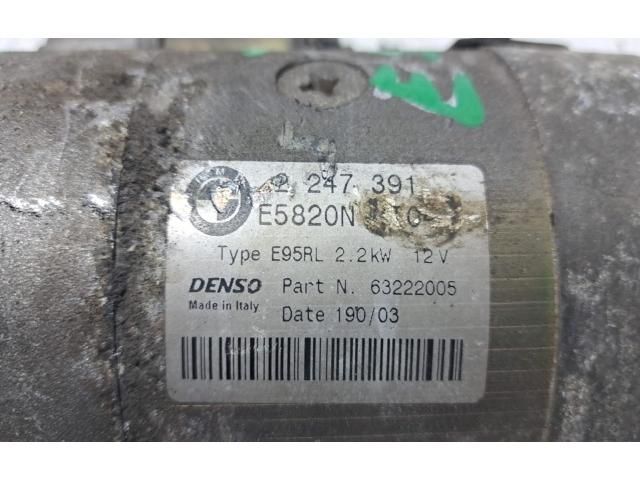 2 247 391
E5820N
Type E95RL 2.2kW 12V
DENSO Part N. 63222005
Made in Italy Date 190/03